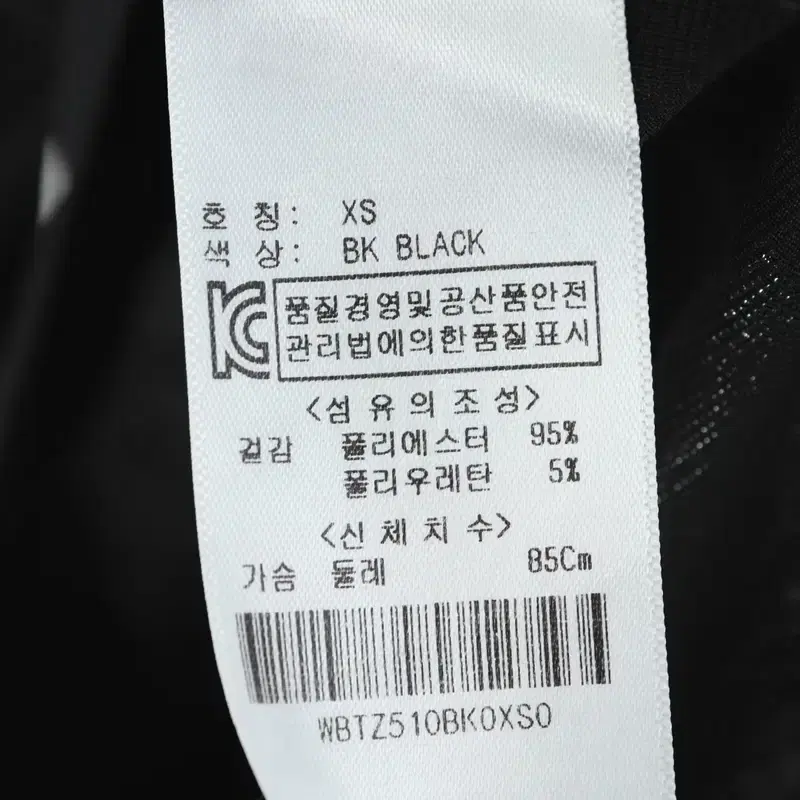 호 칭: XS
색 상: BK BLACK
KC 품질경영및공산품안전
관리법에의한품질표시
<섬 유 의 조 성>
겉감 폴리에스터 95%
폴리우레탄 5%
<신 체 치 수>
가슴 둘레 85Cm
WBTZ510BK0XS0